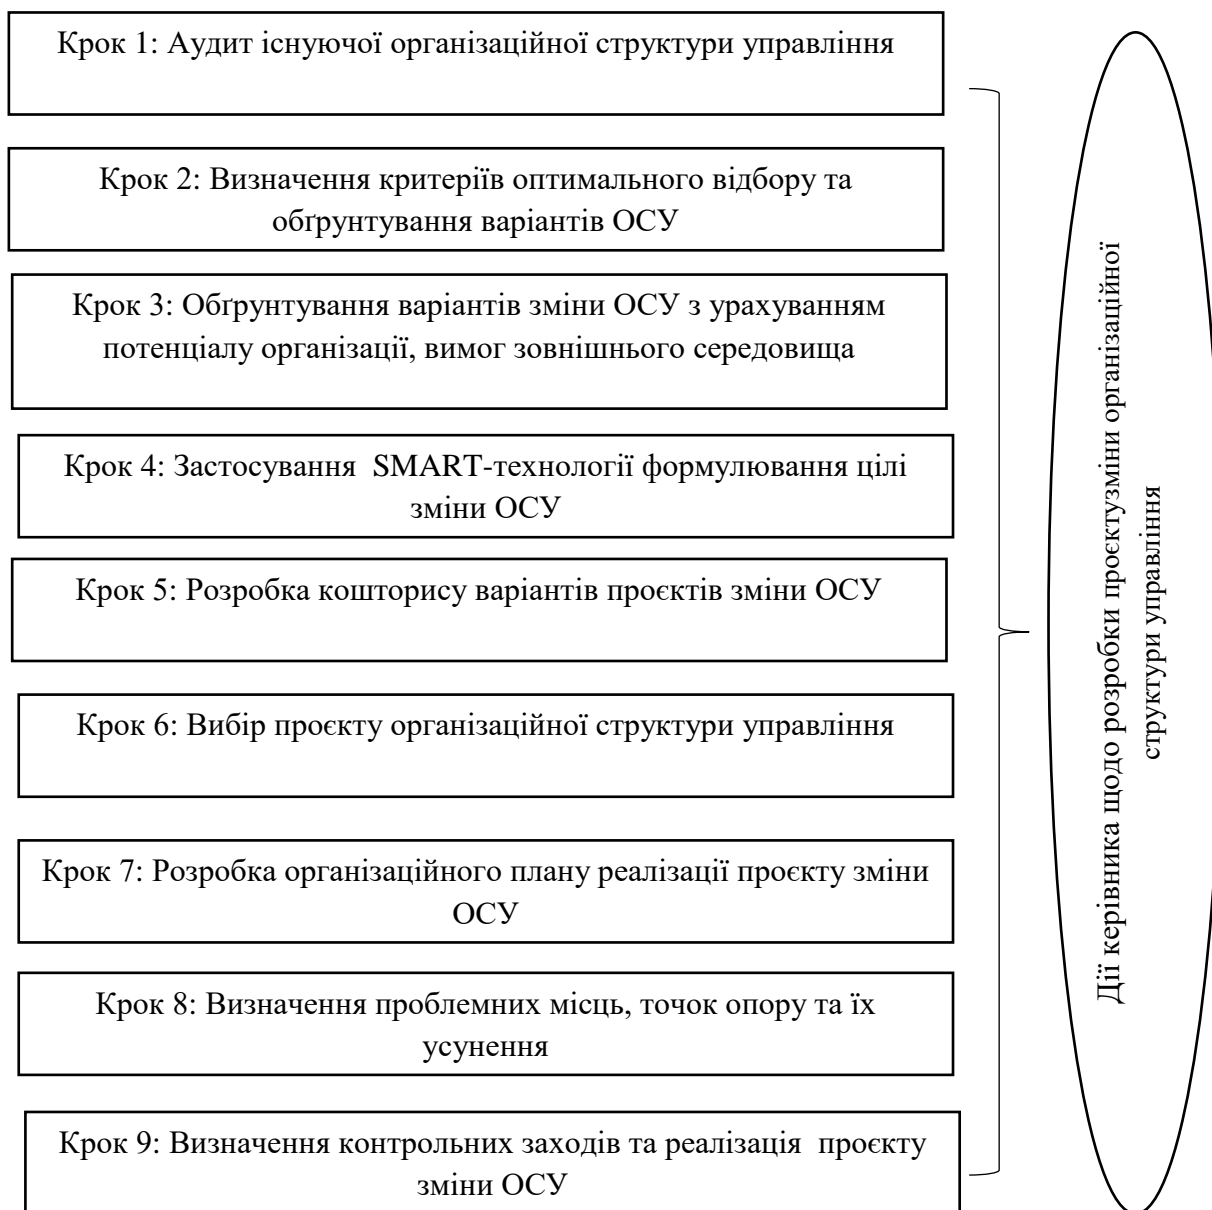 Крок 1: Аудит існуючої організаційної структури управління
Крок 2: Визначення критеріїв оптимального відбору та
обґрунтування варіантів ОСУ
Крок 3: Обґрунтування варіантів зміни ОСУ з урахуванням
потенціалу організації, вимог зовнішнього середовища
Крок 4: Застосування SMART-технології формулювання цілі
зміни ОСУ
Крок 5: Розробка кошторису варіантів проєктів зміни ОСУ
Крок 6: Вибір проєкту організаційної структури управління
Крок 7: Розробка організаційного плану реалізації проєкту зміни
ОСУ
Крок 8: Визначення проблемних місць, точок опору та їх
усунення
Крок 9: Визначення контрольних заходів та реалізація проєкту
зміни ОСУ
Дії керівника щодо розробки проєктузміни організаційної
структури управління